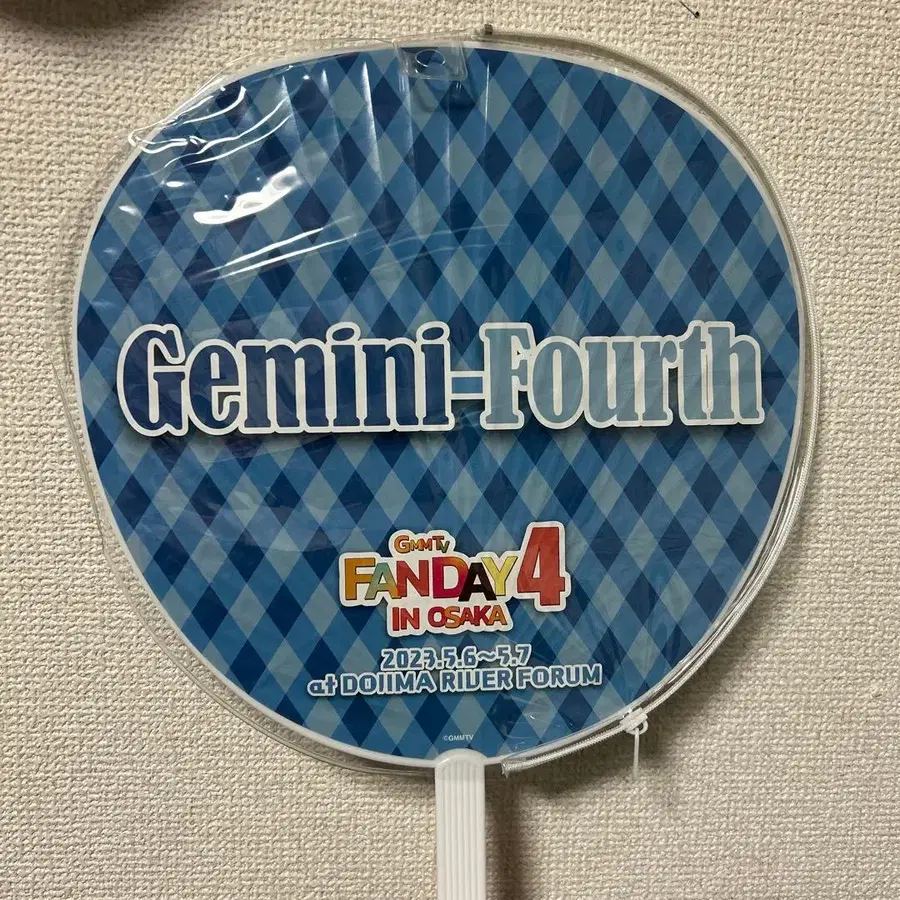 Gemini-Fourth
GMMTV
FANDAY4
IN OSAKA
2023.5.6~5.7
at DOJIMA RIVER FORUM
©GMMTV